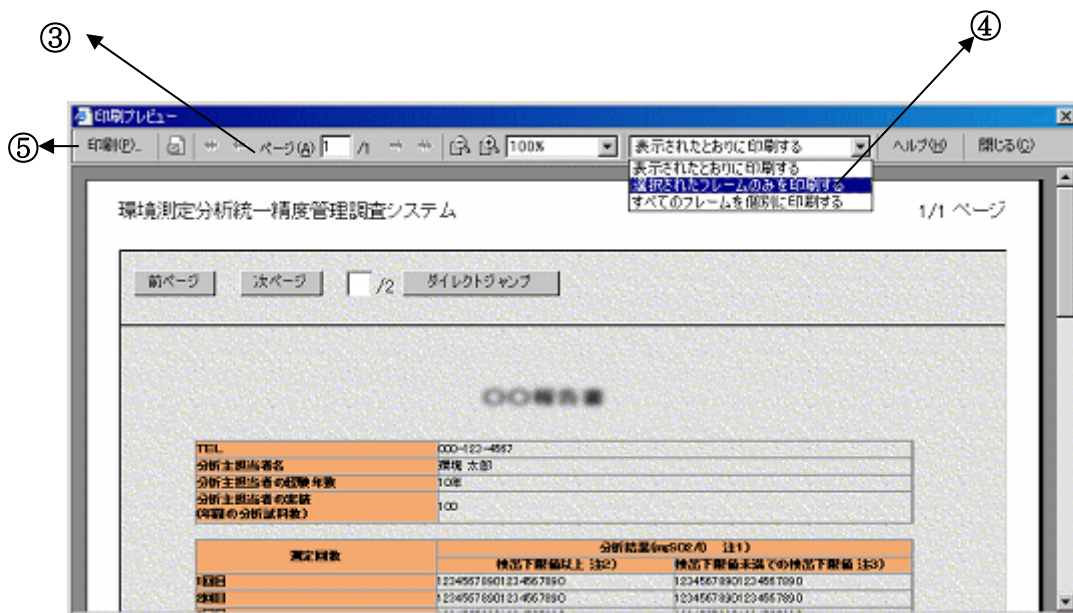 ③
④
⑤
印刷プレビュー
印刷(P)... ページ(A) 1 /1 100% 表示されたとおりに印刷する ヘルプ(H) 閉じる(C)
表示されたとおりに印刷する
選択されたフレームのみを印刷する
すべてのフレームを個別に印刷する
環境測定分析統一精度管理調査システム 1/1 ページ
前ページ 次ページ /2 ダイレクトジャンプ
〇〇報告書
TEL 000-123-4567
分析主担当者名 環境 太郎
分析主担当者の経験年数 10年
分析主担当者の実績
(年間の分析試料数) 100
測定回数 分析結果(mgSO2/l) 注1)
検出下限値以上 注2) 検出下限値未満での検出下限値 注3)
1回目 12345678901234567890 12345678901234567890
2回目 12345678901234567890 12345678901234567890